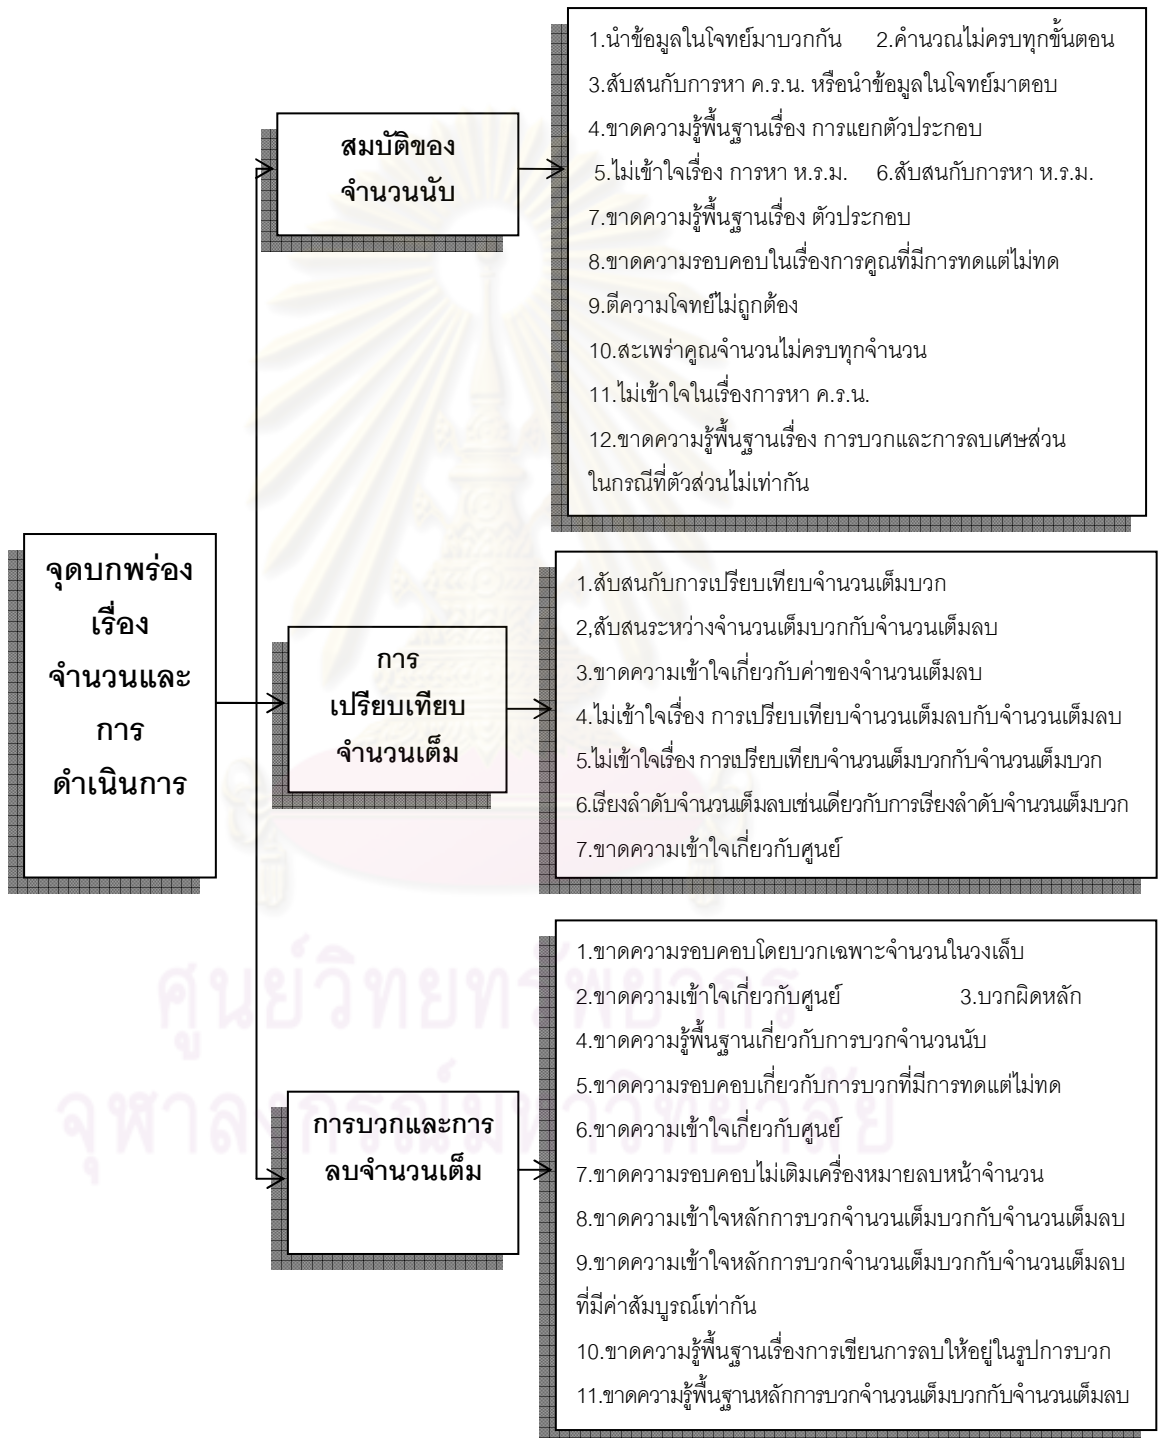 สมบัติของ
จำนวนนับ
1.นำข้อมูลในโจทย์มาบวกกัน 2.คำนวณไม่ครบทุกขั้นตอน
3.สับสนกับการหา ค.ร.น. หรือนำข้อมูลในโจทย์มาตอบ
4.ขาดความรู้พื้นฐานเรื่อง การแยกตัวประกอบ
5.ไม่เข้าใจเรื่อง การหา ห.ร.ม. 6.สับสนกับการหา ห.ร.ม.
7.ขาดความรู้พื้นฐานเรื่อง ตัวประกอบ
8.ขาดความรอบคอบในเรื่องการคูณที่มีการทดแต่ไม่ทด
9.ตีความโจทย์ไม่ถูกต้อง
10.สะเพร่าคูณจำนวนไม่ครบทุกจำนวน
11.ไม่เข้าใจในเรื่องการหา ค.ร.น.
12.ขาดความรู้พื้นฐานเรื่อง การบวกและการลบเศษส่วน
ในกรณีที่ตัวส่วนไม่เท่ากัน
จุดบกพร่อง
เรื่อง
จำนวนและ
การ
ดำเนินการ
การ
เปรียบเทียบ
จำนวนเต็ม
1.สับสนกับการเปรียบเทียบจำนวนเต็มบวก
2,สับสนระหว่างจำนวนเต็มบวกกับจำนวนเต็มลบ
3.ขาดความเข้าใจเกี่ยวกับค่าของจำนวนเต็มลบ
4.ไม่เข้าใจเรื่อง การเปรียบเทียบจำนวนเต็มลบกับจำนวนเต็มลบ
5.ไม่เข้าใจเรื่อง การเปรียบเทียบจำนวนเต็มบวกกับจำนวนเต็มบวก
6.เรียงลำดับจำนวนเต็มลบเช่นเดียวกับการเรียงลำดับจำนวนเต็มบวก
7.ขาดความเข้าใจเกี่ยวกับศูนย์
การบวกและการ
ลบจำนวนเต็ม
1.ขาดความรอบคอบโดยบวกเฉพาะจำนวนในวงเล็บ
2.ขาดความเข้าใจเกี่ยวกับศูนย์ 3.บวกผิดหลัก
4.ขาดความรู้พื้นฐานเกี่ยวกับการบวกจำนวนนับ
5.ขาดความรอบคอบเกี่ยวกับการบวกที่มีการทดแต่ไม่ทด
6.ขาดความเข้าใจเกี่ยวกับศูนย์
7.ขาดความรอบคอบไม่เติมเครื่องหมายลบหน้าจำนวน
8.ขาดความเข้าใจหลักการบวกจำนวนเต็มบวกกับจำนวนเต็มลบ
9.ขาดความเข้าใจหลักการบวกจำนวนเต็มบวกกับจำนวนเต็มลบ
ที่มีค่าสัมบูรณ์เท่ากัน
10.ขาดความรู้พื้นฐานเรื่องการเขียนการลบให้อยู่ในรูปการบวก
11.ขาดความรู้พื้นฐานหลักการบวกจำนวนเต็มบวกกับจำนวนเต็มลบ
ศูนย์วิทยทรัพยากร
จุฬาลงกรณ์มหาวิทยาลัย